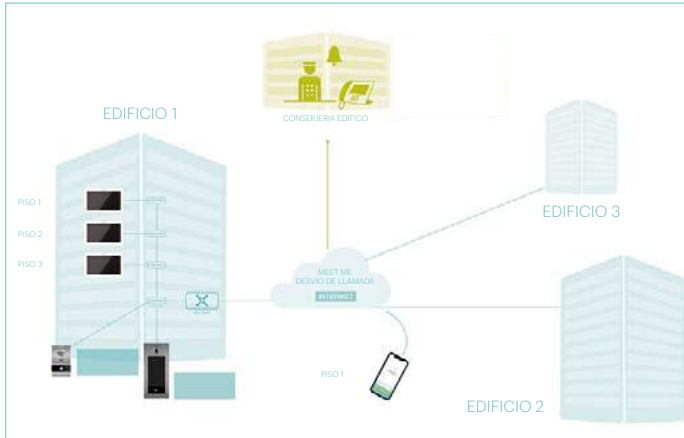 EDIFICIO 1
CONSERJERIA EDIFICO
PISO 1
PISO 2
PISO 3
EDIFICIO 3
MEET ME
DESVIO DE LLAMADA
INTERNET
PISO 1
EDIFICIO 2